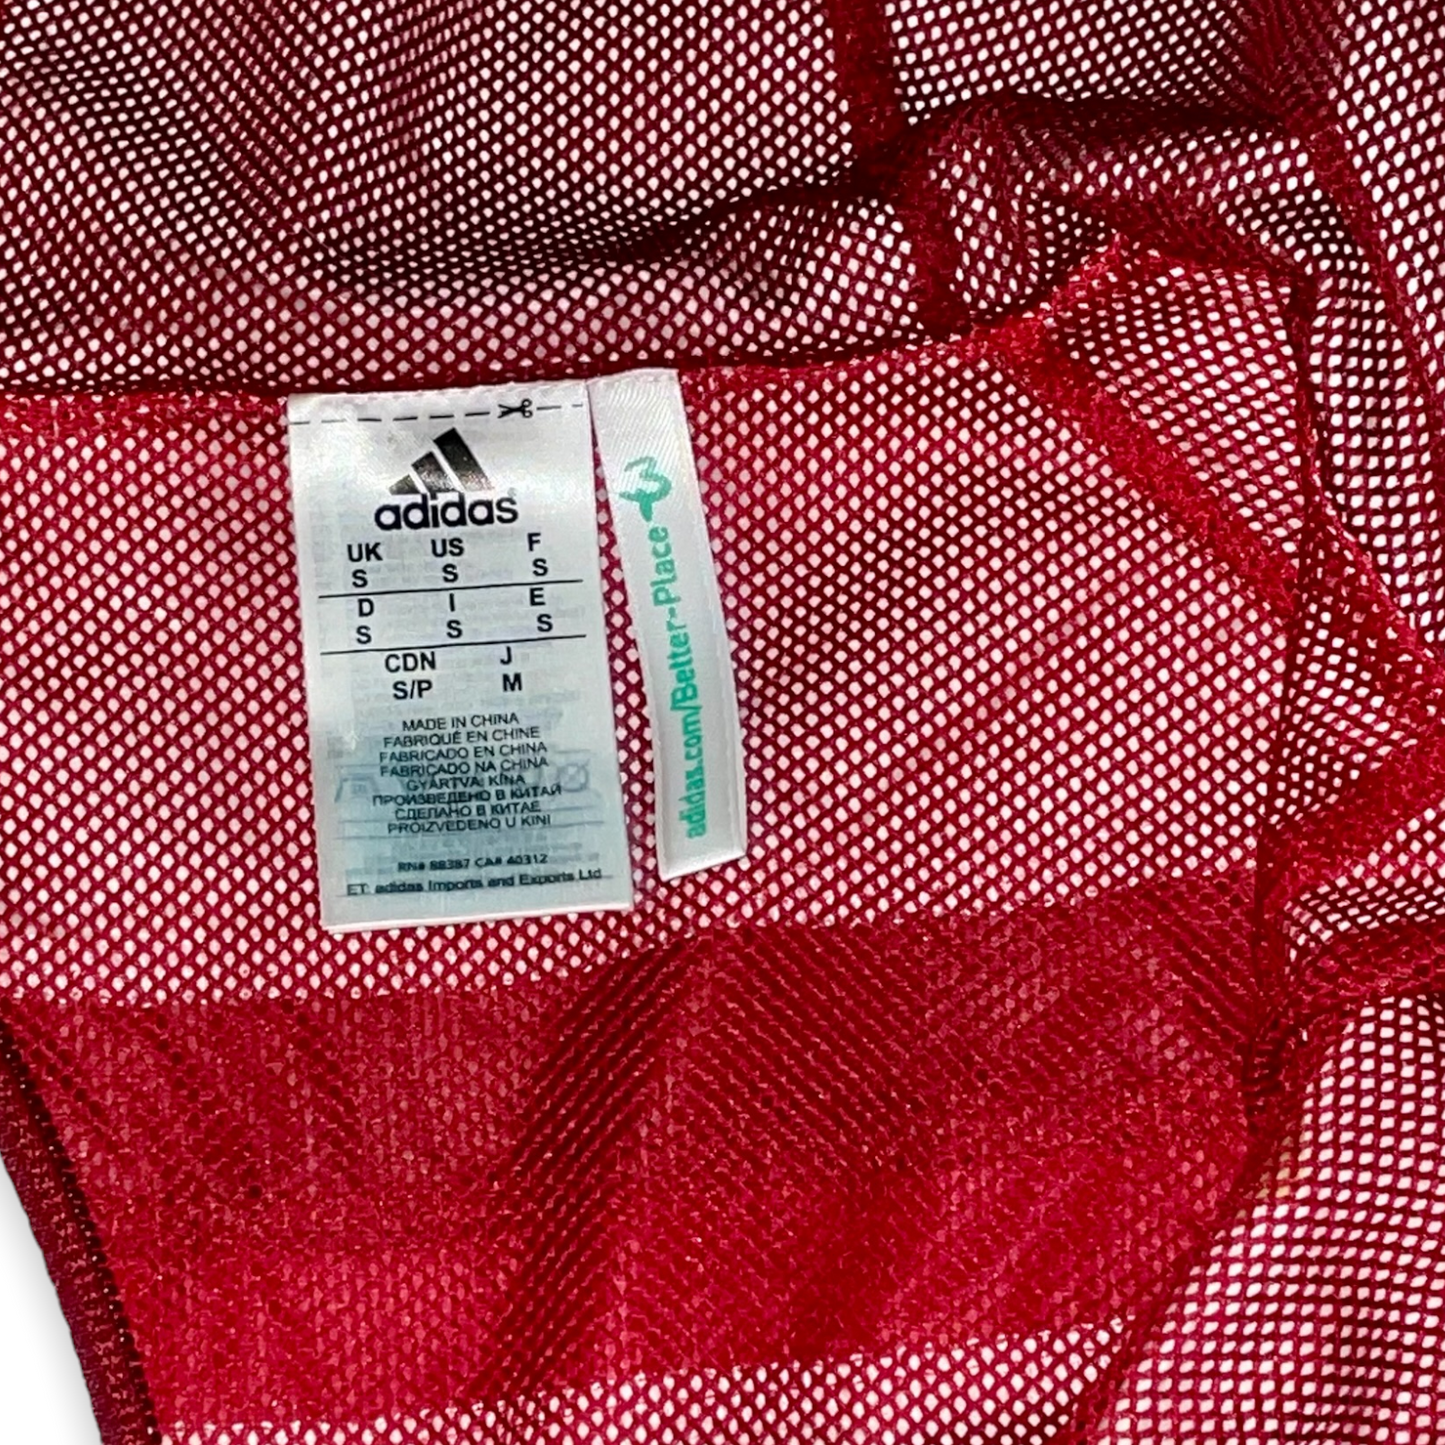 adidas
UK US F
S S S
D I E
S S S
CDN J
S/P M
MADE IN CHINA
FABRIQUÉ EN CHINE
FABRICADO EN CHINA
FABRICADO NA CHINA
GYÁRTVA: KÍNA
ПРОИЗВЕДЕНО В КИТАЙ
СДЕЛАНО В КИТАЕ
PROIZVEDENO U KINI
RN# 88387 CA# 40312
ET: adidas Imports and Exports Ltd
adidas.com/Better-Place